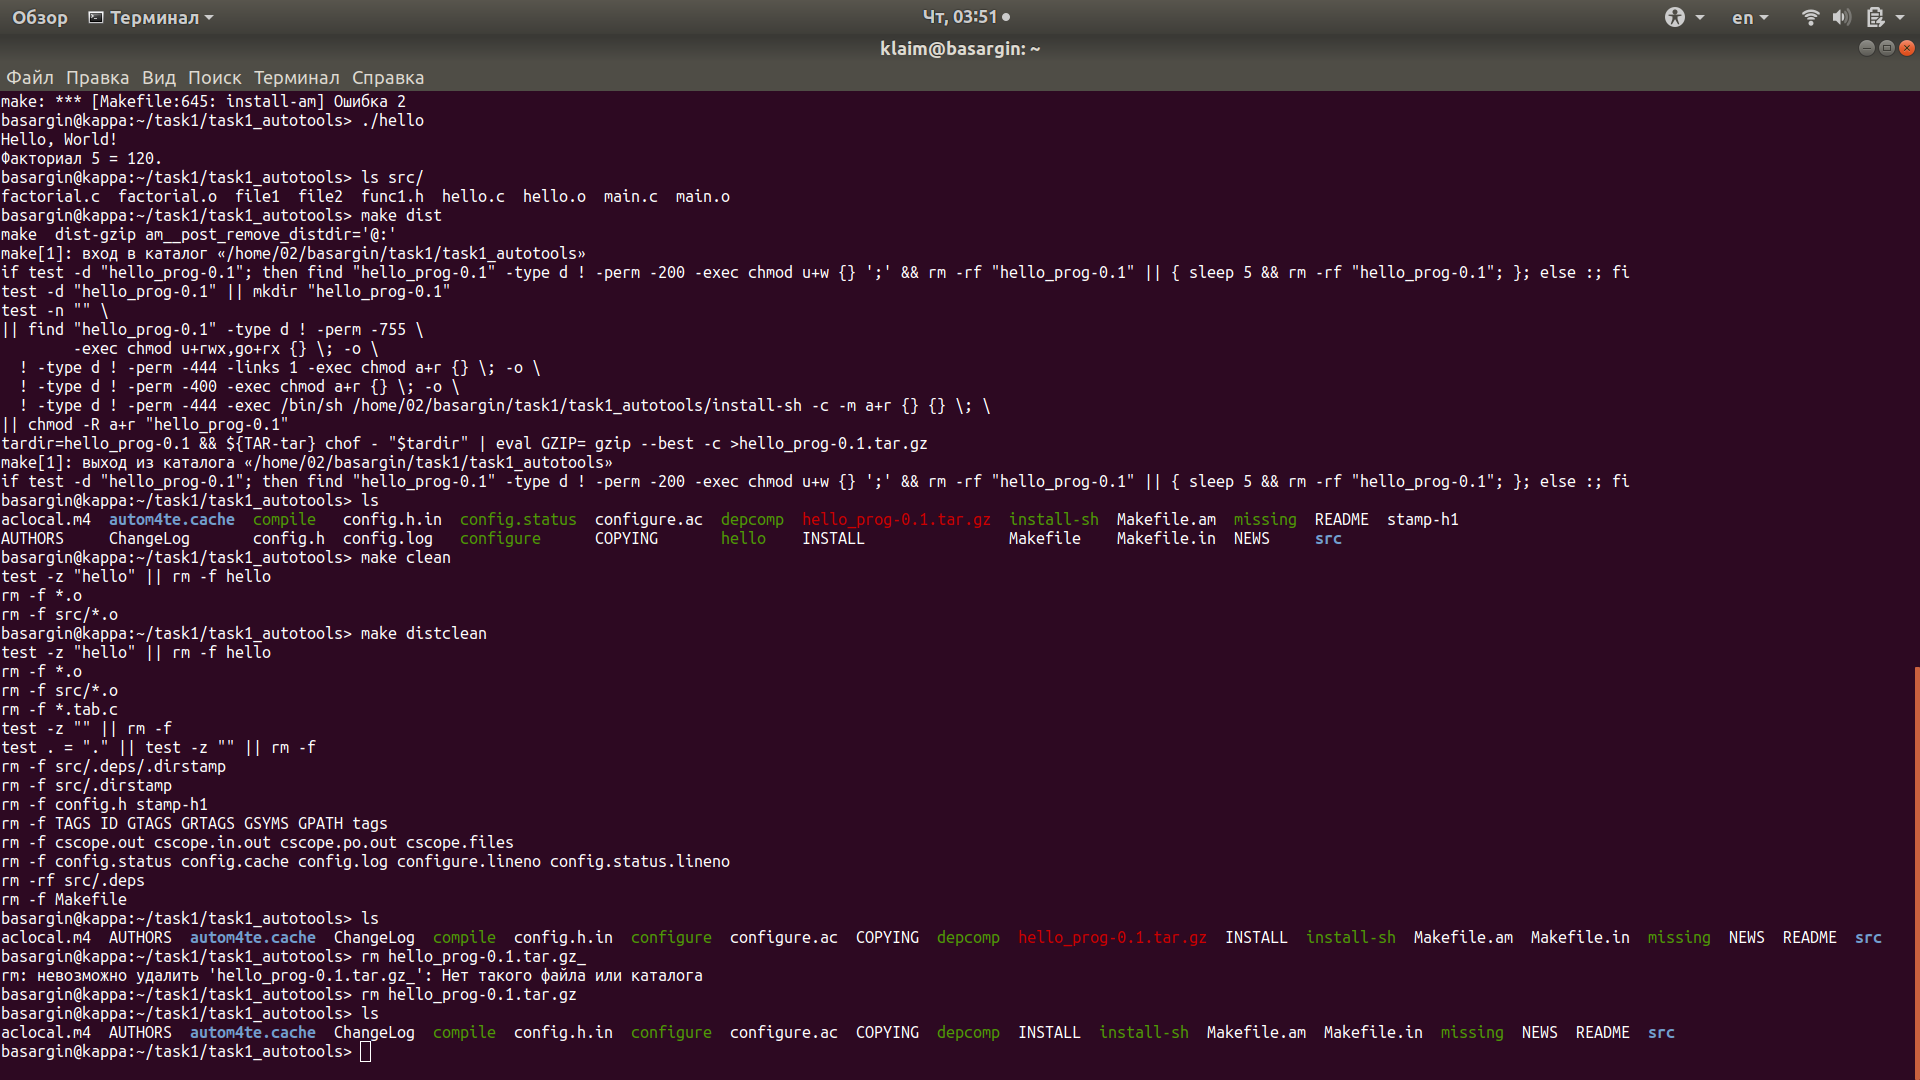 Обзор Терминал Чт, 03:51 en
klaim@basargin: ~
Файл Правка Вид Поиск Терминал Справка
make: *** [Makefile:645: install-am] Ошибка 2
basargin@kappa:~/task1/task1_autotools> ./hello
Hello, World!
Факториал 5 = 120.
basargin@kappa:~/task1/task1_autotools> ls src/
factorial.c  factorial.o  file1  file2  func1.h  hello.c  hello.o  main.c  main.o
basargin@kappa:~/task1/task1_autotools> make dist
make  dist-gzip am__post_remove_distdir='@:'
make[1]: вход в каталог «/home/02/basargin/task1/task1_autotools»
if test -d "hello_prog-0.1"; then find "hello_prog-0.1" -type d ! -perm -200 -exec chmod u+w {} ';' && rm -rf "hello_prog-0.1" || { sleep 5 && rm -rf "hello_prog-0.1"; }; else :; fi
test -d "hello_prog-0.1" || mkdir "hello_prog-0.1"
test -n "" \
|| find "hello_prog-0.1" -type d ! -perm -755 \
        -exec chmod u+rwx,go+rx {} \; -o \
  ! -type d ! -perm -444 -links 1 -exec chmod a+r {} \; -o \
  ! -type d ! -perm -400 -exec chmod a+r {} \; -o \
  ! -type d ! -perm -444 -exec /bin/sh /home/02/basargin/task1/task1_autotools/install-sh -c -m a+r {} {} \; \
|| chmod -R a+r "hello_prog-0.1"
tardir=hello_prog-0.1 && ${TAR-tar} chof - "$tardir" | eval GZIP= gzip --best -c >hello_prog-0.1.tar.gz
make[1]: выход из каталога «/home/02/basargin/task1/task1_autotools»
if test -d "hello_prog-0.1"; then find "hello_prog-0.1" -type d ! -perm -200 -exec chmod u+w {} ';' && rm -rf "hello_prog-0.1" || { sleep 5 && rm -rf "hello_prog-0.1"; }; else :; fi
basargin@kappa:~/task1/task1_autotools> ls
aclocal.m4  autom4te.cache  compile   config.h.in  config.status  configure.ac  depcomp  hello_prog-0.1.tar.gz  install-sh  Makefile.am  missing  README  stamp-h1
AUTHORS     ChangeLog       config.h  config.log   configure      COPYING       hello    INSTALL                Makefile    Makefile.in  NEWS     src
basargin@kappa:~/task1/task1_autotools> make clean
test -z "hello" || rm -f hello
rm -f *.o
rm -f src/*.o
basargin@kappa:~/task1/task1_autotools> make distclean
test -z "hello" || rm -f hello
rm -f *.o
rm -f src/*.o
rm -f *.tab.c
test -z "" || rm -f
test . = "." || test -z "" || rm -f
rm -f src/.deps/.dirstamp
rm -f src/.dirstamp
rm -f config.h stamp-h1
rm -f TAGS ID GTAGS GRTAGS GSYMS GPATH tags
rm -f cscope.out cscope.in.out cscope.po.out cscope.files
rm -f config.status config.cache config.log configure.lineno config.status.lineno
rm -rf src/.deps
rm -f Makefile
basargin@kappa:~/task1/task1_autotools> ls
aclocal.m4  AUTHORS  autom4te.cache  ChangeLog  compile  config.h.in  configure  configure.ac  COPYING  depcomp  hello_prog-0.1.tar.gz  INSTALL  install-sh  Makefile.am  Makefile.in  missing  NEWS  README  src
basargin@kappa:~/task1/task1_autotools> rm hello_prog-0.1.tar.gz_
rm: невозможно удалить 'hello_prog-0.1.tar.gz_': Нет такого файла или каталога
basargin@kappa:~/task1/task1_autotools> rm hello_prog-0.1.tar.gz
basargin@kappa:~/task1/task1_autotools> ls
aclocal.m4  AUTHORS  autom4te.cache  ChangeLog  compile  config.h.in  configure  configure.ac  COPYING  depcomp  INSTALL  install-sh  Makefile.am  Makefile.in  missing  NEWS  README  src
basargin@kappa:~/task1/task1_autotools>